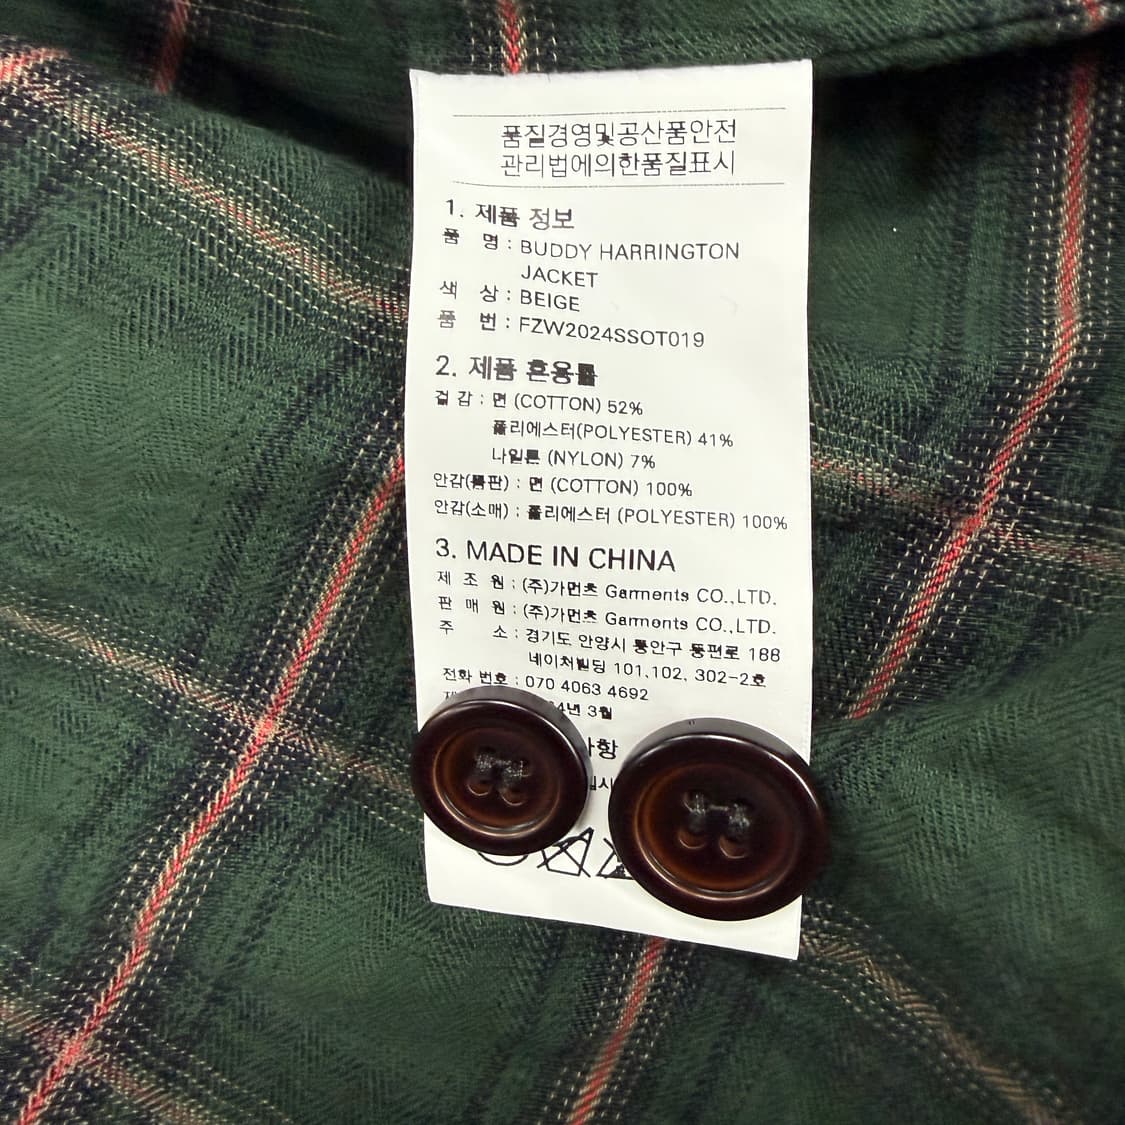 품질경영및공산품안전
관리법에의한품질표시
1. 제품 정보
품 명 : BUDDY HARRINGTON
JACKET
색 상 : BEIGE
품 번 : FZW2024SSOT019
2. 제품 혼용률
겉 감 : 면 (COTTON) 52%
폴리에스터(POLYESTER) 41%
나일론 (NYLON) 7%
안감(몸판) : 면 (COTTON) 100%
안감(소매) : 폴리에스터 (POLYESTER) 100%
3. MADE IN CHINA
제 조 원 : (주)가먼츠 Garments CO.,LTD.
판 매 원 : (주)가먼츠 Garments CO.,LTD.
주 소 : 경기도 안양시 동안구 동편로 188
네이처빌딩 101,102, 302-2호
전화 번호 : 070 4063 4692
4년 3월